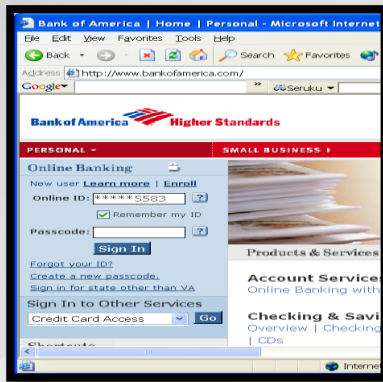 Bank of America | Home | Personal - Microsoft Internet
File Edit View Favorites Tools Help
Back Search Favorites
Address http://www.bankofamerica.com/
Google Seruku
Bank of America Higher Standards
PERSONAL SMALL BUSINESS
Online Banking
New user Learn more | Enroll
Online ID: *****5583 ?
Remember my ID
Passcode: ?
Sign In
Forgot your ID?
Create a new passcode.
Sign in for state other than VA
Sign In to Other Services
Credit Card Access Go
Shortcuts
Products & Services
Account Services
Online Banking with
Checking & Savi
Overview | Checking
| CDs
Internet